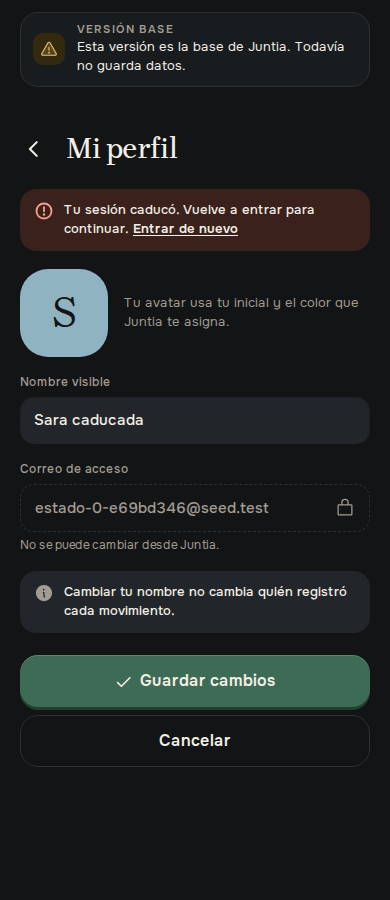 VERSIÓN BASE
Esta versión es la base de Juntia. Todavía
no guarda datos.
Mi perfil
Tu sesión caducó. Vuelve a entrar para
continuar. Entrar de nuevo
S
Tu avatar usa tu inicial y el color que
Juntia te asigna.
Nombre visible
Sara caducada
Correo de acceso
estado-0-e69bd346@seed.test
No se puede cambiar desde Juntia.
Cambiar tu nombre no cambia quién registró
cada movimiento.
Guardar cambios
Cancelar